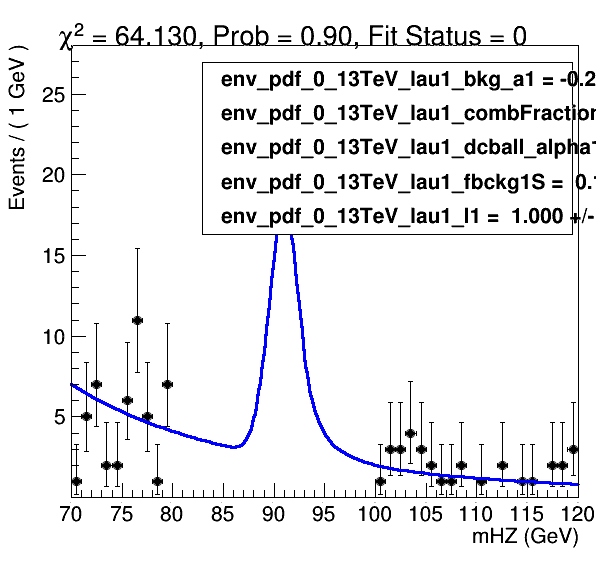 χ² = 64.130, Prob = 0.90, Fit Status = 0
Events / ( 1 GeV )
env_pdf_0_13TeV_lau1_bkg_a1 = -0.2
env_pdf_0_13TeV_lau1_combFraction
env_pdf_0_13TeV_lau1_dcball_alpha1
env_pdf_0_13TeV_lau1_fbckg1S = 0.1
env_pdf_0_13TeV_lau1_l1 = 1.000 +/-
25
20
15
10
5
70 75 80 85 90 95 100 105 110 115 120
mHZ (GeV)